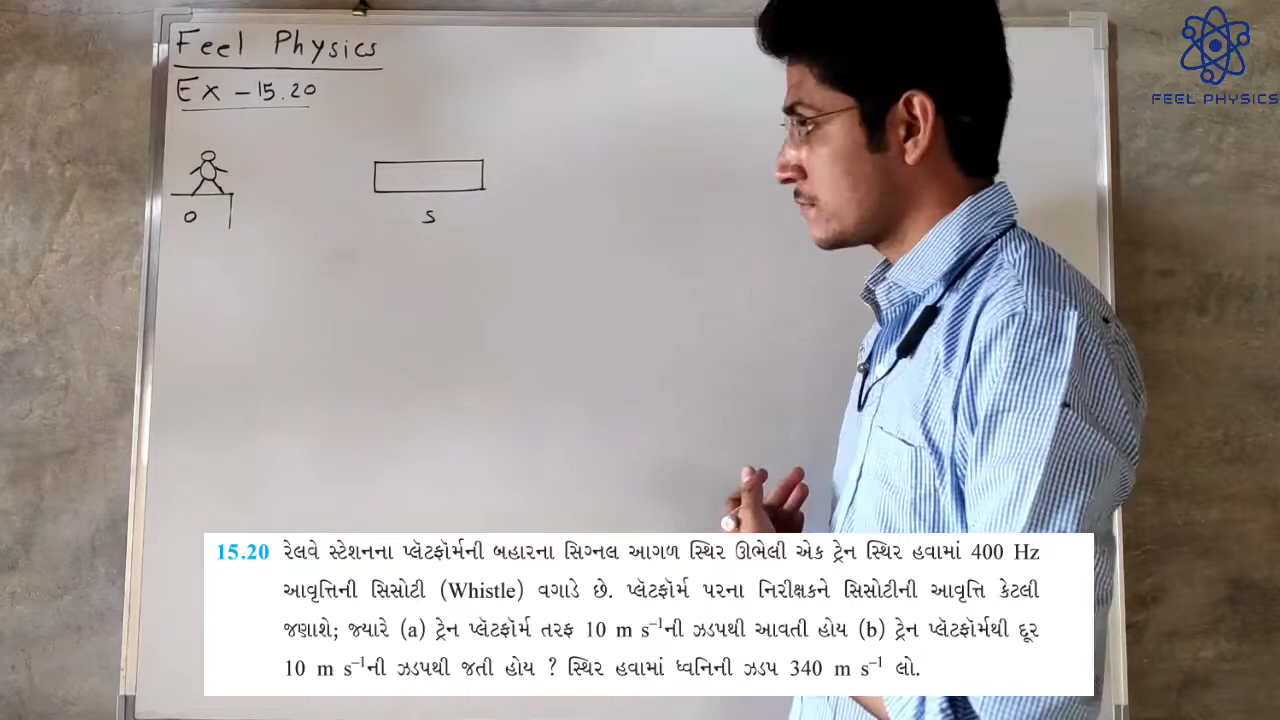 Feel Physics
Ex - 15.20
FEEL PHYSICS
O
S
15.20 રેલવે સ્ટેશનના પ્લૅટફૉર્મની બહારના સિગ્નલ આગળ સ્થિર ઊભેલી એક ટ્રેન સ્થિર હવામાં 400 Hz
આવૃત્તિની સિસોટી (Whistle) વગાડે છે. પ્લૅટફૉર્મ પરના નિરીક્ષકને સિસોટીની આવૃત્તિ કેટલી
જણાશે; જ્યારે (a) ટ્રેન પ્લૅટફૉર્મ તરફ 10 m s⁻¹ની ઝડપથી આવતી હોય (b) ટ્રેન પ્લૅટફૉર્મથી દૂર
10 m s⁻¹ની ઝડપથી જતી હોય ? સ્થિર હવામાં ધ્વનિની ઝડપ 340 m s⁻¹ લો.